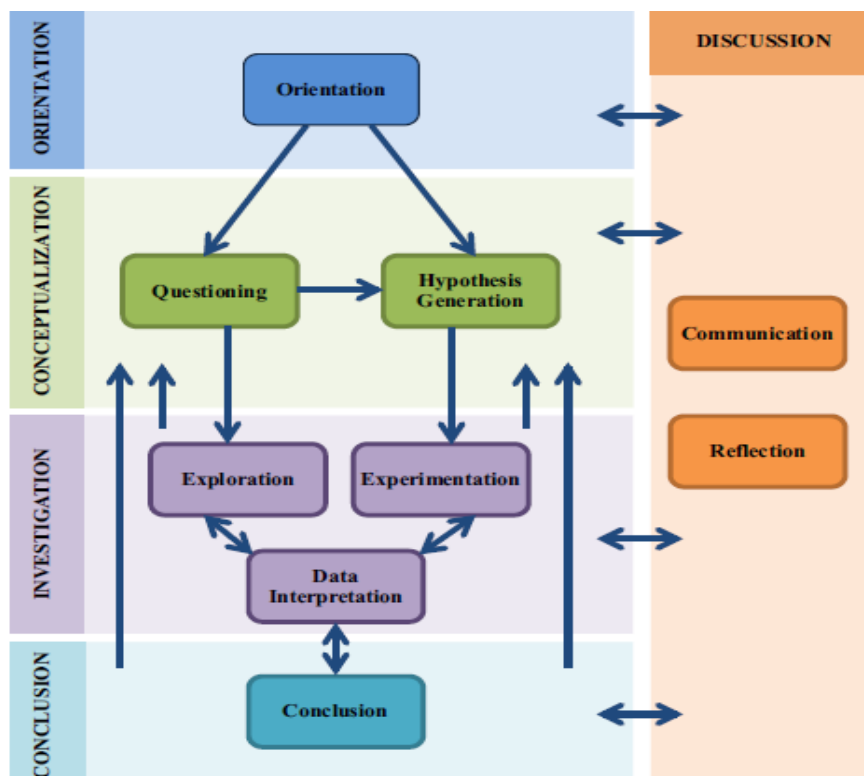 ORIENTATION
Orientation
DISCUSSION
CONCEPTUALIZATION
Questioning
Hypothesis
Generation
Communication
Reflection
INVESTIGATION
Exploration
Experimentation
Data
Interpretation
CONCLUSION
Conclusion